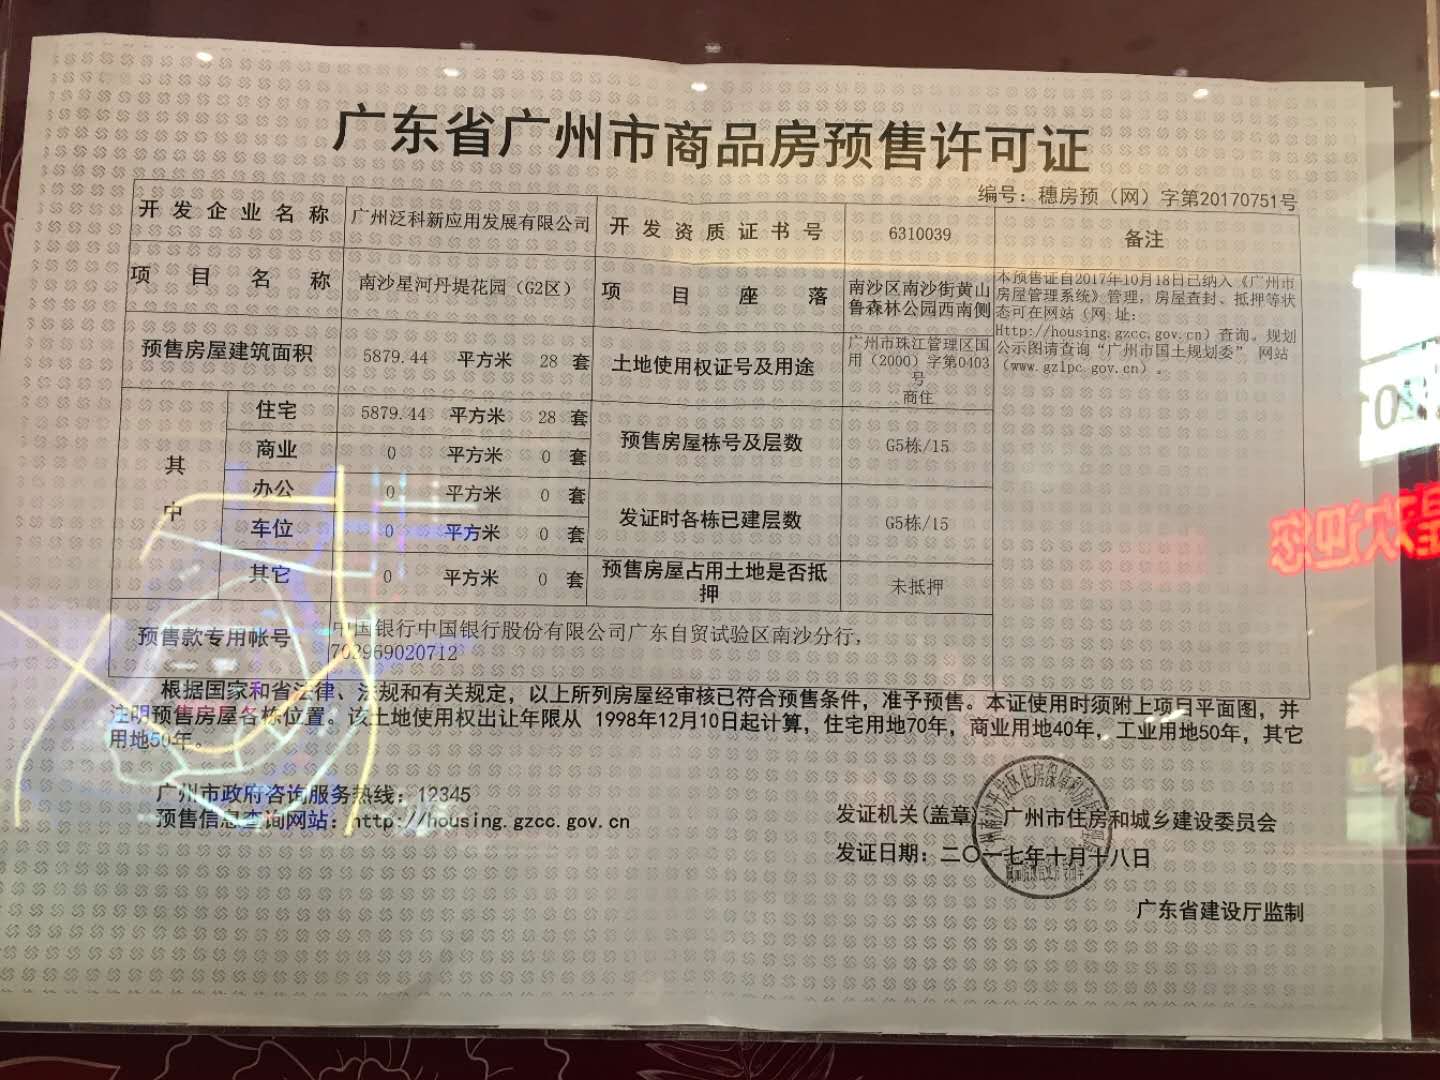 广东省广州市商品房预售许可证
编号：穗房预（网）字第20170751号
开发企业名称 广州泛科新应用发展有限公司 开发资质证书号 6310039 备注
项目名称 南沙星河丹堤花园（G2区） 项目座落 南沙区南沙街黄山
鲁森林公园西南侧
本预售证自2017年10月18日已纳入《广州市
房屋管理系统》管理，房屋查封、抵押等状
态可在网站（网 址：
Http://housing.gzcc.gov.cn）查询。规划
公示图请查询“广州市国土规划委” 网站
（www.gzlpc.gov.cn）。
预售房屋建筑面积 5879.44 平方米 28 套 土地使用权证号及用途
广州市珠江管理区国
用（2000）字第0403
号
商住
其中
住宅 5879.44 平方米 28 套
商业 0 平方米 0 套
预售房屋栋号及层数 G5栋/15
办公 0 平方米 0 套
车位 0 平方米 0 套
发证时各栋已建层数 G5栋/15
其它 0 平方米 0 套
预售房屋占用土地是否抵
押
未抵押
预售款专用帐号 中国银行中国银行股份有限公司广东自贸试验区南沙分行，
703969020712
根据国家和省法律、法规和有关规定，以上所列房屋经审核已符合预售条件，准予预售。本证使用时须附上项目平面图，并
注明预售房屋各栋位置。该土地使用权出让年限从 1998年12月10日起计算，住宅用地70年，商业用地40年，工业用地50年，其它
用地50年。
广州市政府咨询服务热线：12345
预售信息查询网站：http://housing.gzcc.gov.cn
发证机关(盖章)：广州市住房和城乡建设委员会
发证日期：二〇一七年十月十八日
广东省建设厅监制